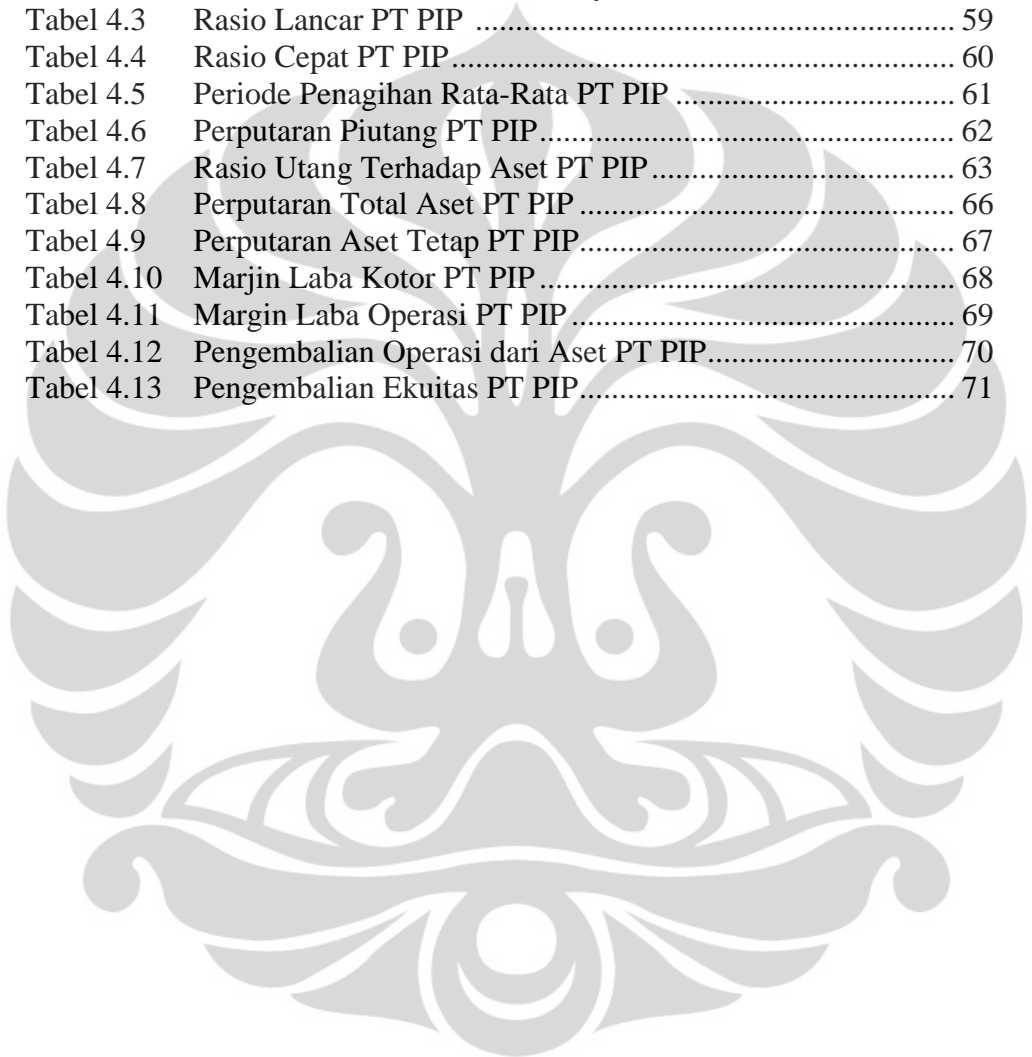 Tabel 4.3 Rasio Lancar PT PIP ................................................................ 59
Tabel 4.4 Rasio Cepat PT PIP ................................................................ 60
Tabel 4.5 Periode Penagihan Rata-Rata PT PIP ................................... 61
Tabel 4.6 Perputaran Piutang PT PIP ..................................................... 62
Tabel 4.7 Rasio Utang Terhadap Aset PT PIP ...................................... 63
Tabel 4.8 Perputaran Total Aset PT PIP ................................................ 66
Tabel 4.9 Perputaran Aset Tetap PT PIP ................................................ 67
Tabel 4.10 Marjin Laba Kotor PT PIP ..................................................... 68
Tabel 4.11 Margin Laba Operasi PT PIP ................................................. 69
Tabel 4.12 Pengembalian Operasi dari Aset PT PIP ............................... 70
Tabel 4.13 Pengembalian Ekuitas PT PIP ................................................ 71